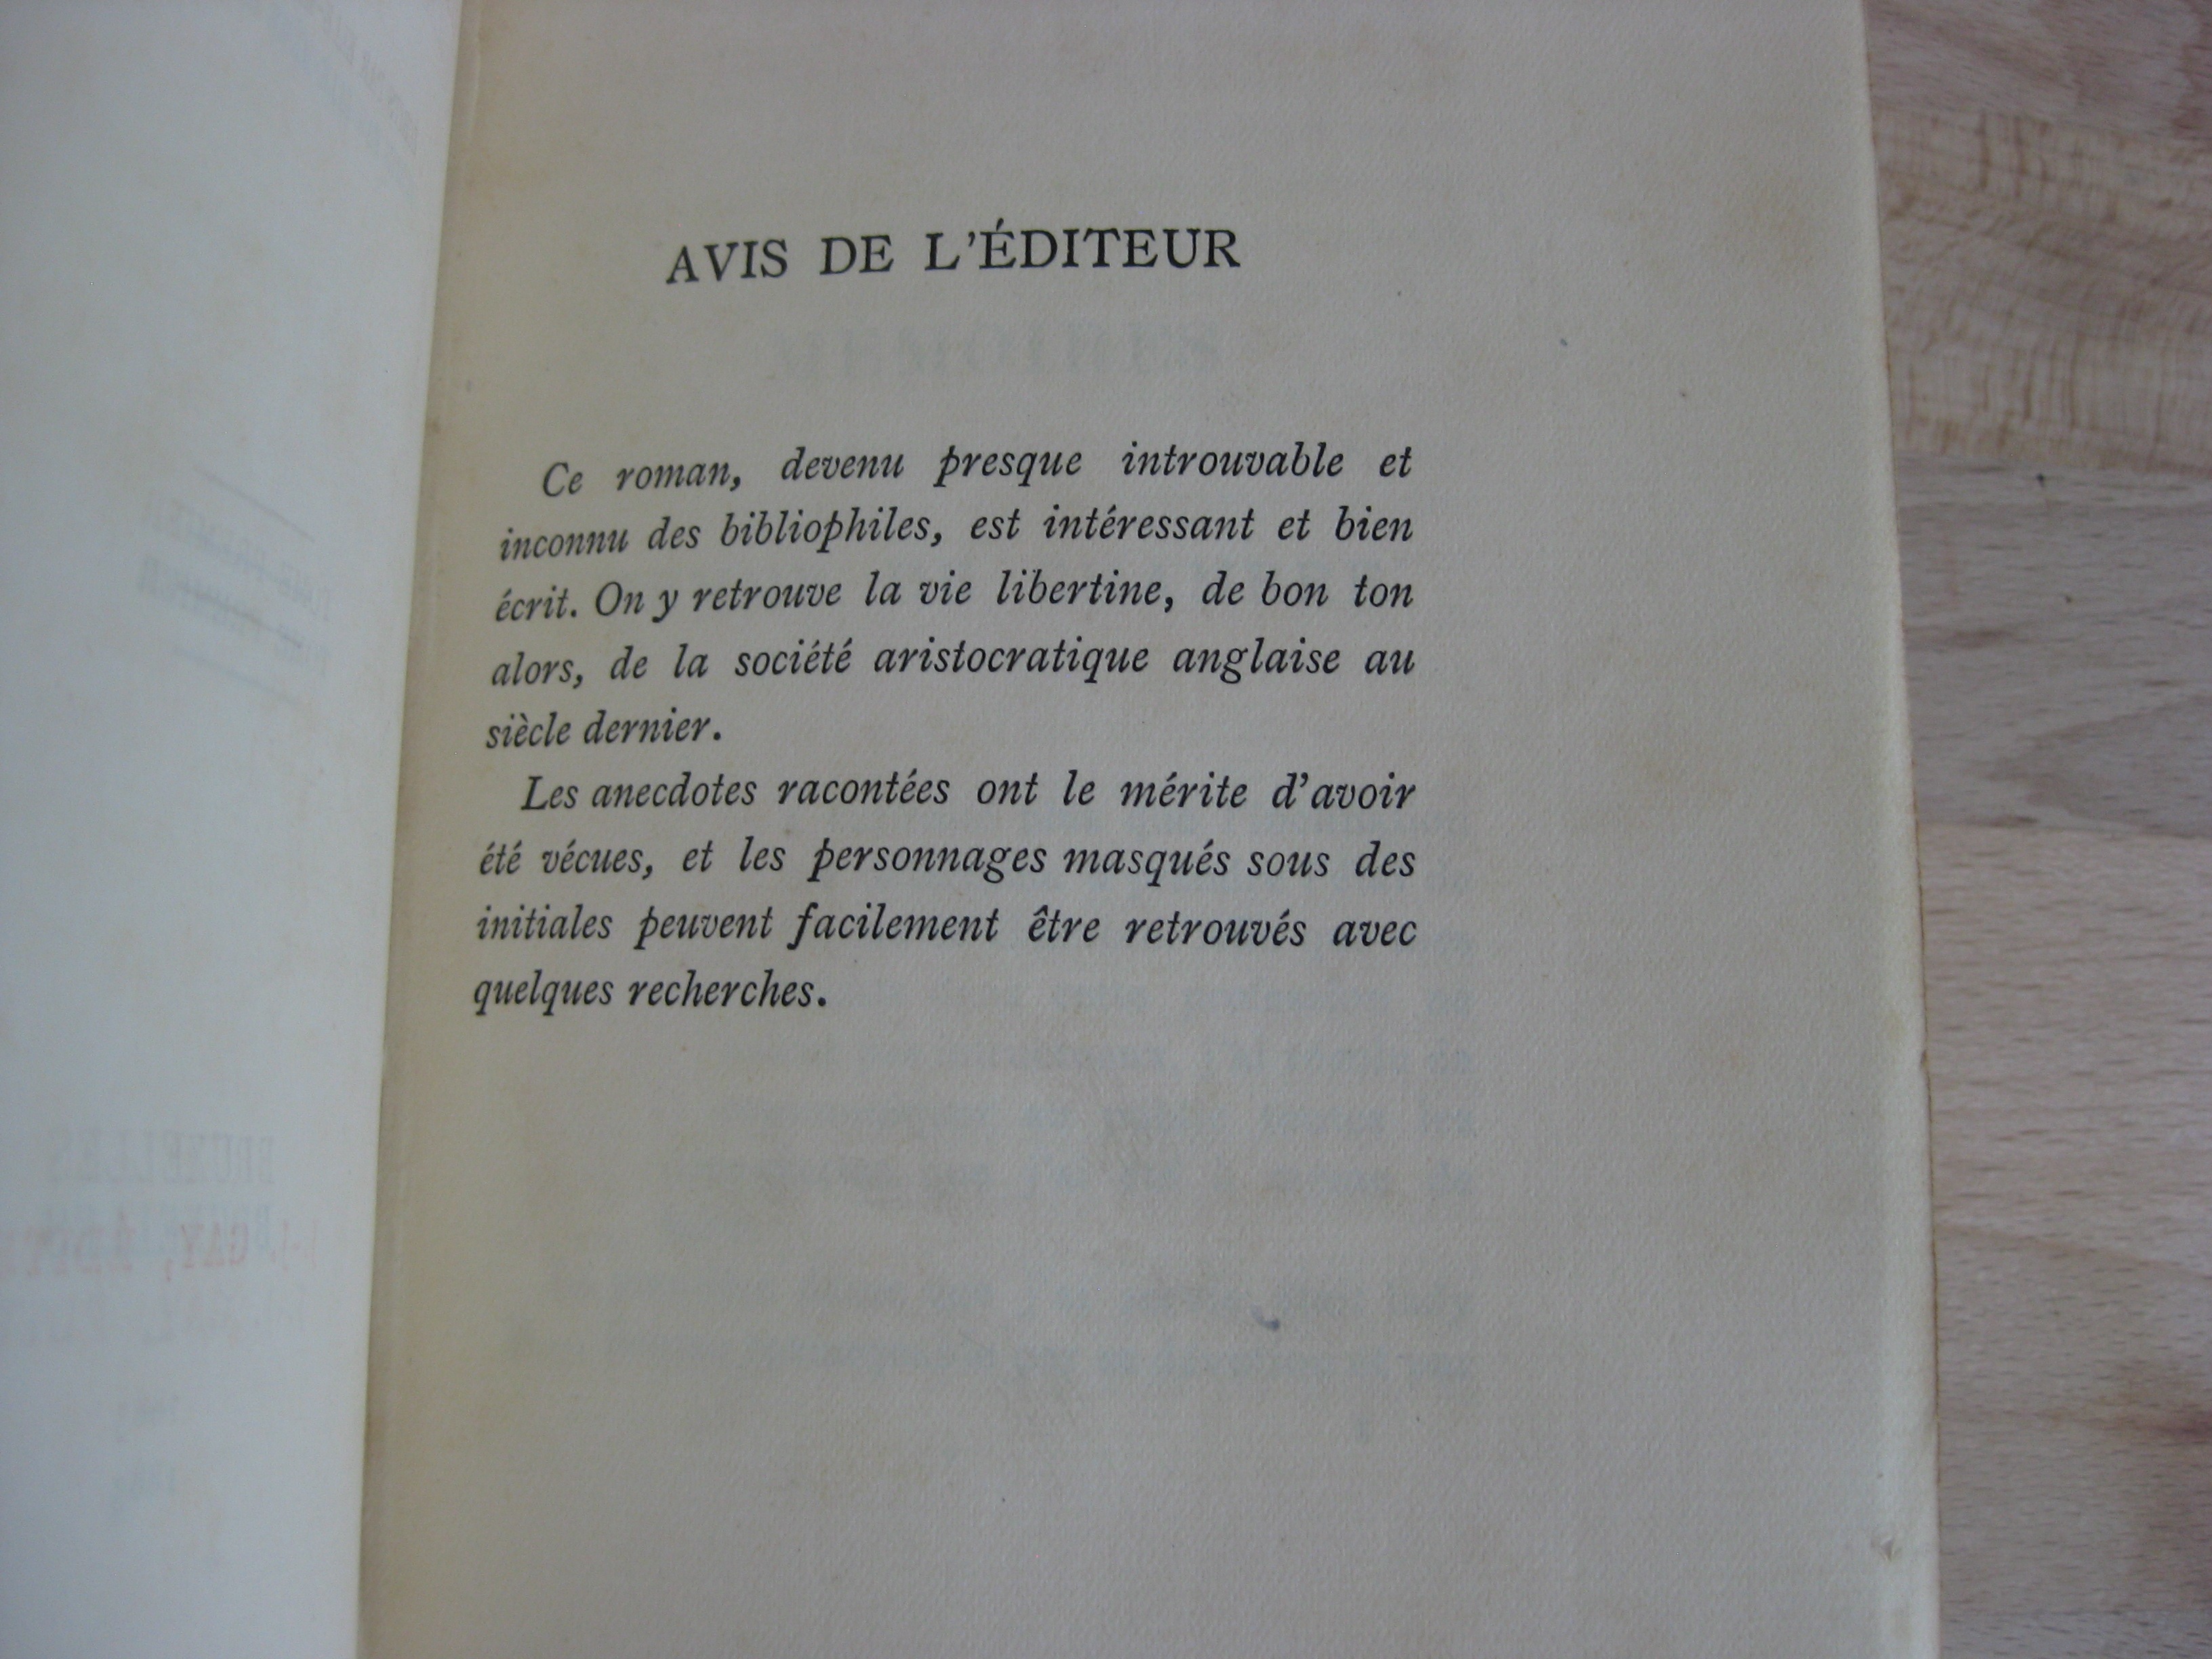 AVIS DE L'ÉDITEUR
Ce roman, devenu presque introuvable et
inconnu des bibliophiles, est intéressant et bien
écrit. On y retrouve la vie libertine, de bon ton
alors, de la société aristocratique anglaise au
siècle dernier.
Les anecdotes racontées ont le mérite d'avoir
été vécues, et les personnages masqués sous des
initiales peuvent facilement être retrouvés avec
quelques recherches.
BRUXELLES
GAY,